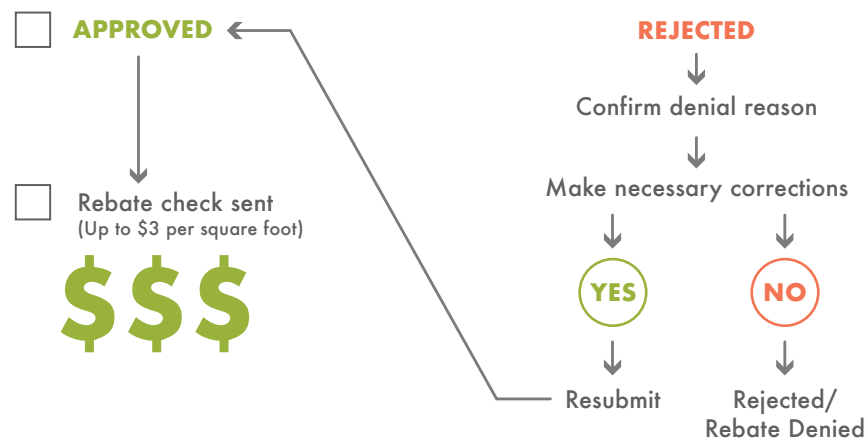 APPROVED
Rebate check sent
(Up to $3 per square foot)
$$$
REJECTED
Confirm denial reason
Make necessary corrections
YES
NO
Resubmit
Rejected/
Rebate Denied